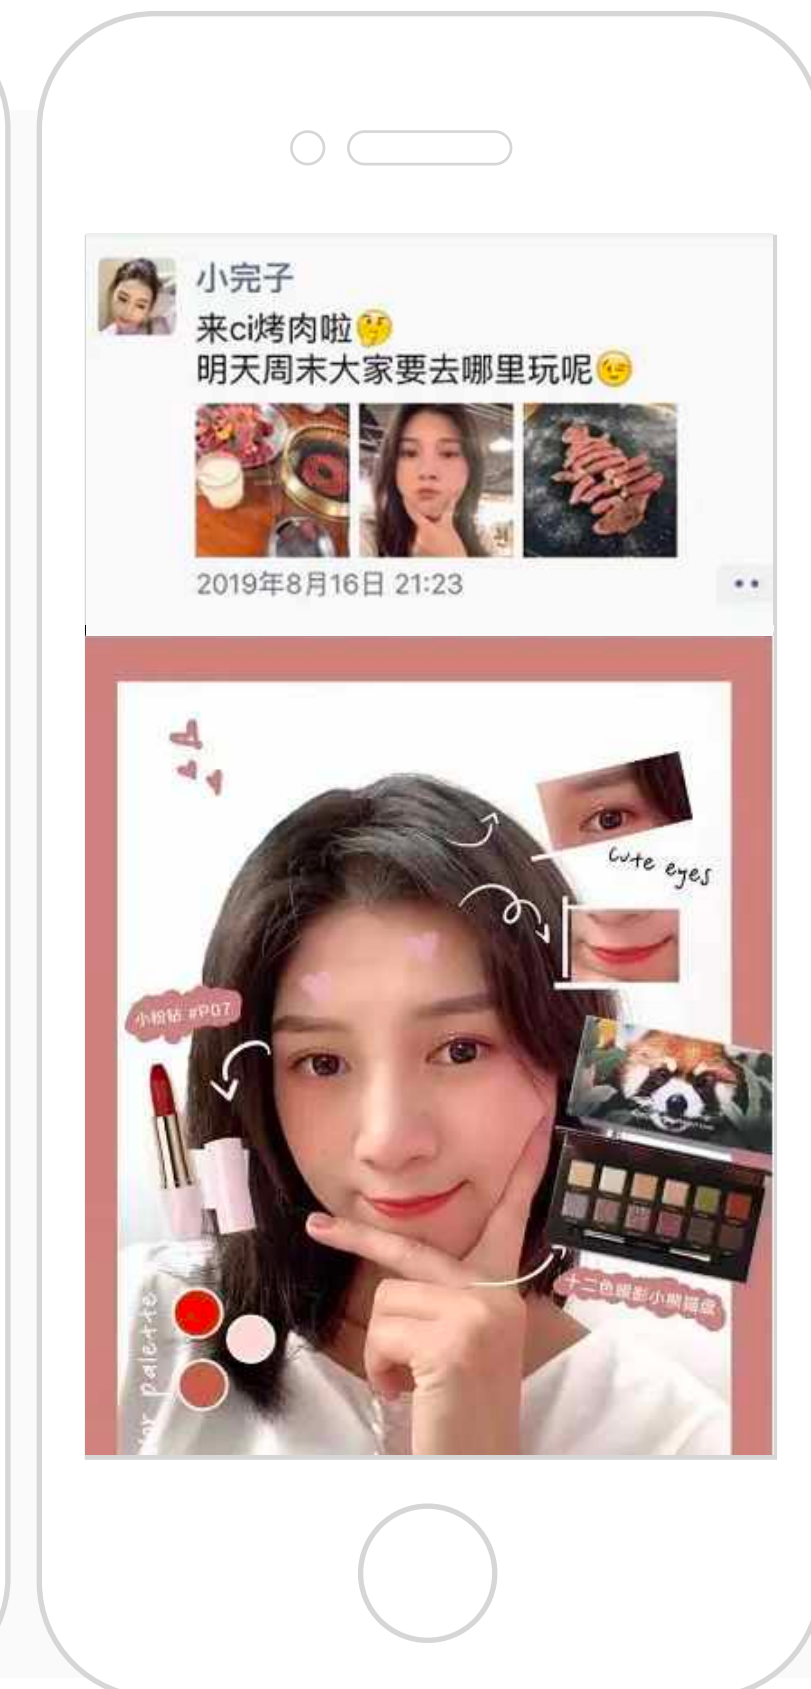 小完子
来ci烤肉啦🤔
明天周末大家要去哪里玩呢😉
2019年8月16日 21:23
cute eyes
小粉钻 #P07
十二色眼影小熊猫盘
palette